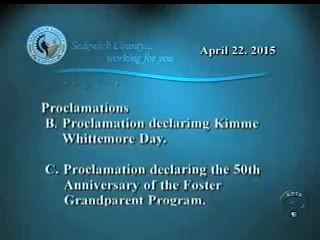 Sedgwick County...
working for you
April 22, 2015
Proclamations
B. Proclamation declaring Kimme
Whittemore Day.
C. Proclamation declaring the 50th
Anniversary of the Foster
Grandparent Program.